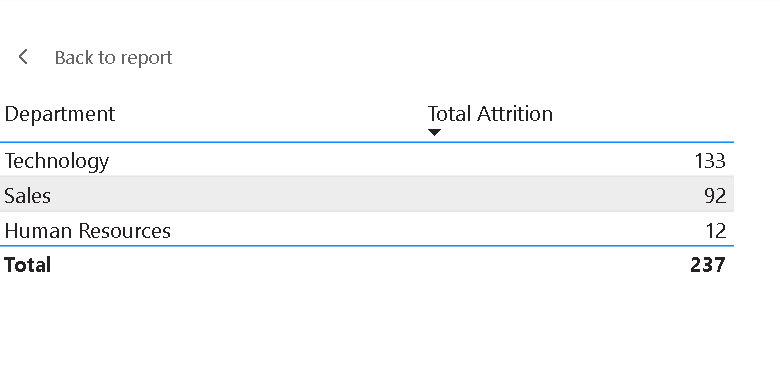 Back to report
Department Total Attrition
Technology 133
Sales 92
Human Resources 12
Total 237